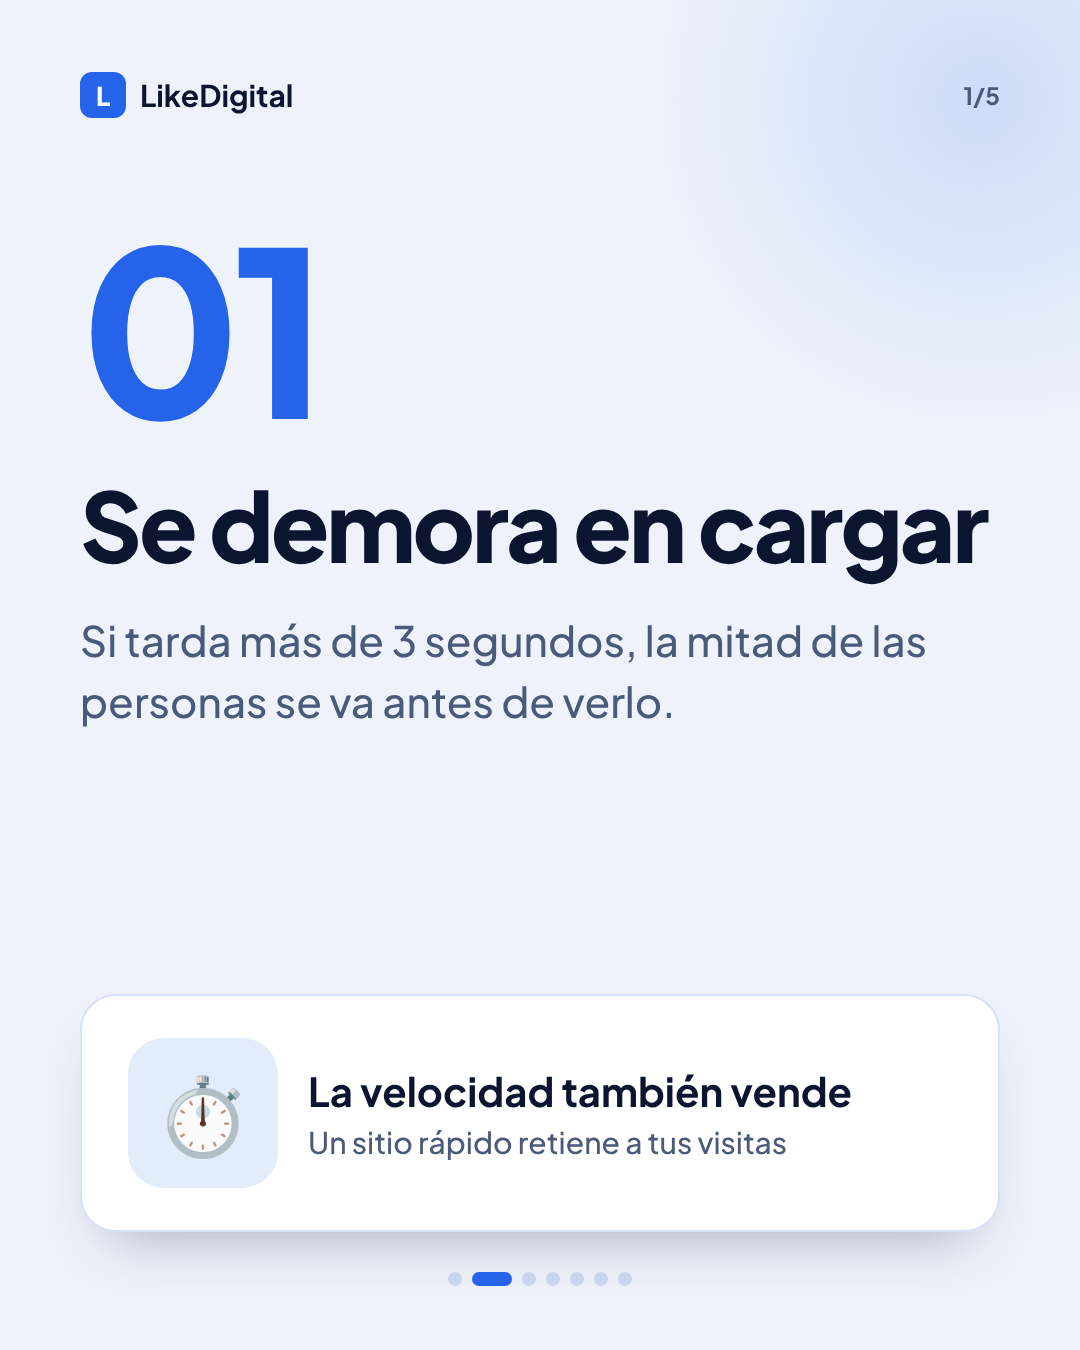 L LikeDigital
1/5
01
Se demora en cargar
Si tarda más de 3 segundos, la mitad de las
personas se va antes de verlo.
La velocidad también vende
Un sitio rápido retiene a tus visitas